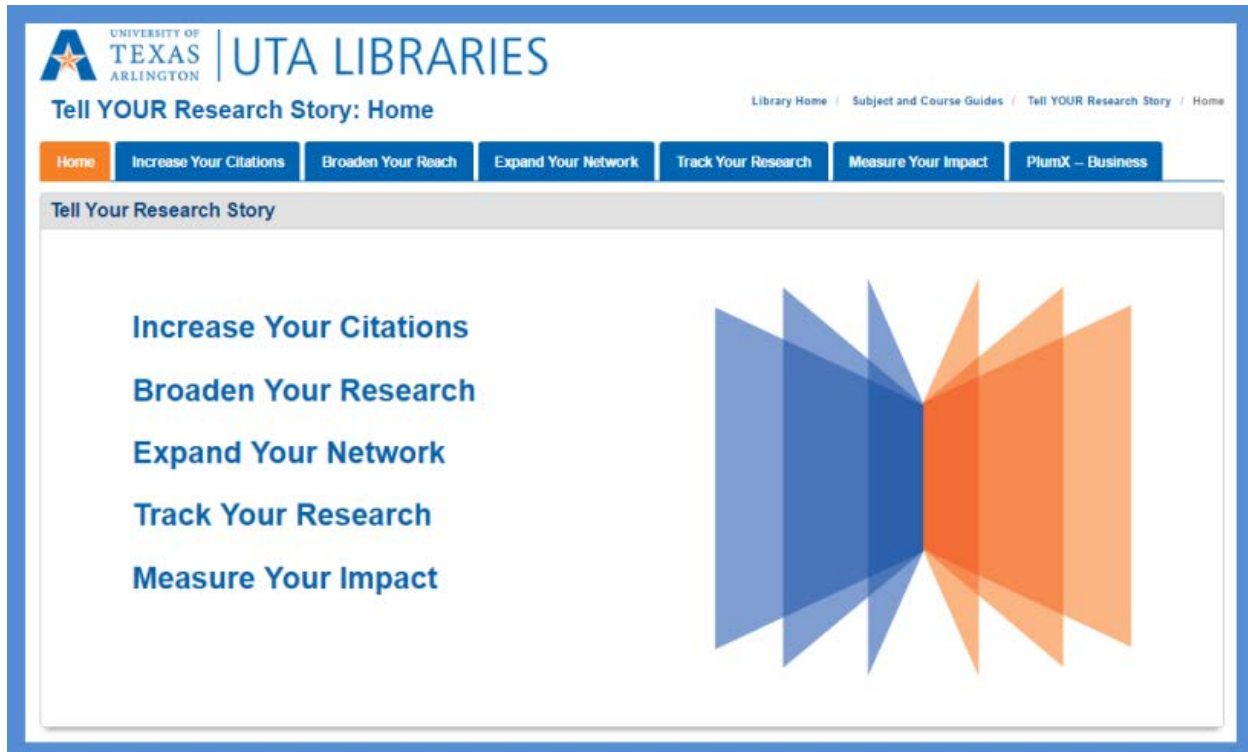 UNIVERSITY OF
TEXAS
ARLINGTON
UTA LIBRARIES
Tell YOUR Research Story: Home
Library Home / Subject and Course Guides / Tell YOUR Research Story / Home
Home Increase Your Citations Broaden Your Reach Expand Your Network Track Your Research Measure Your Impact PlumX – Business
Tell Your Research Story
Increase Your Citations
Broaden Your Research
Expand Your Network
Track Your Research
Measure Your Impact